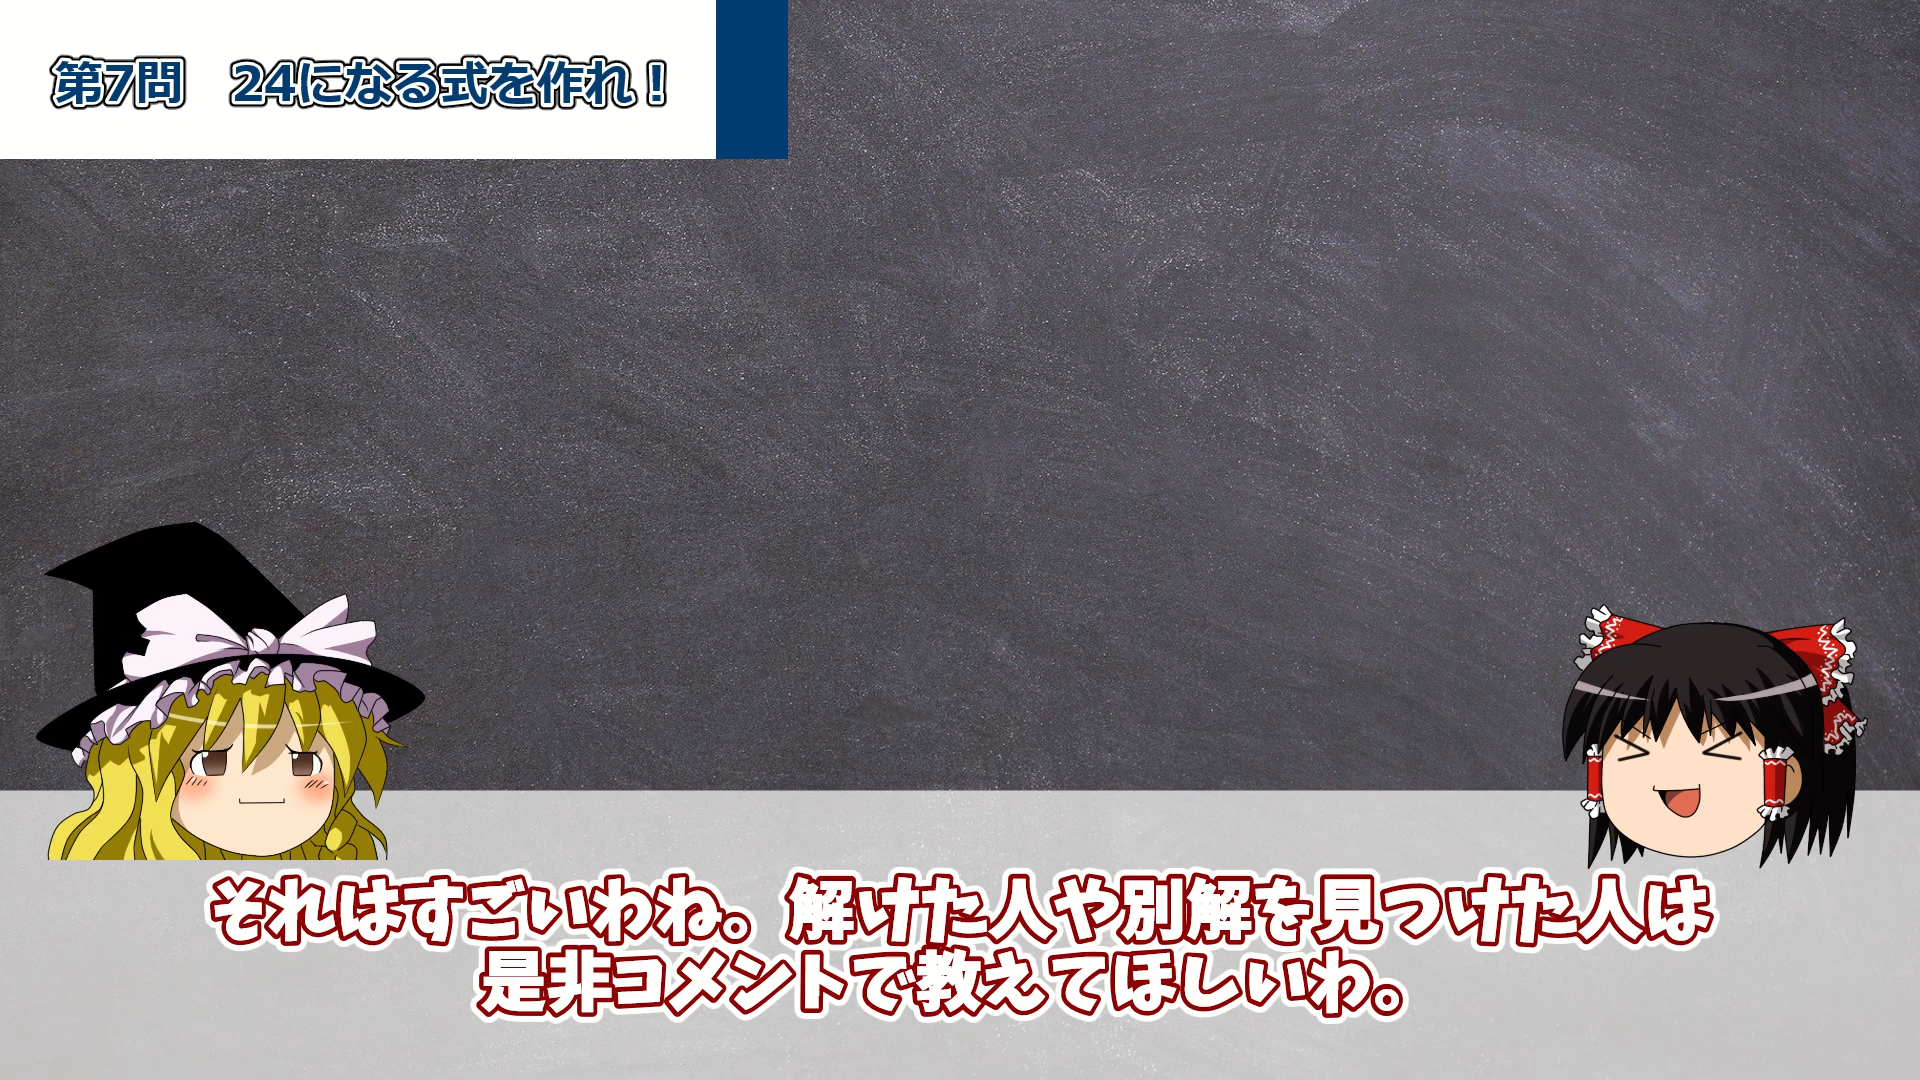 第7問　24になる式を作れ！
それはすごいわね。解けた人や別解を見つけた人は
是非コメントで教えてほしいわ。